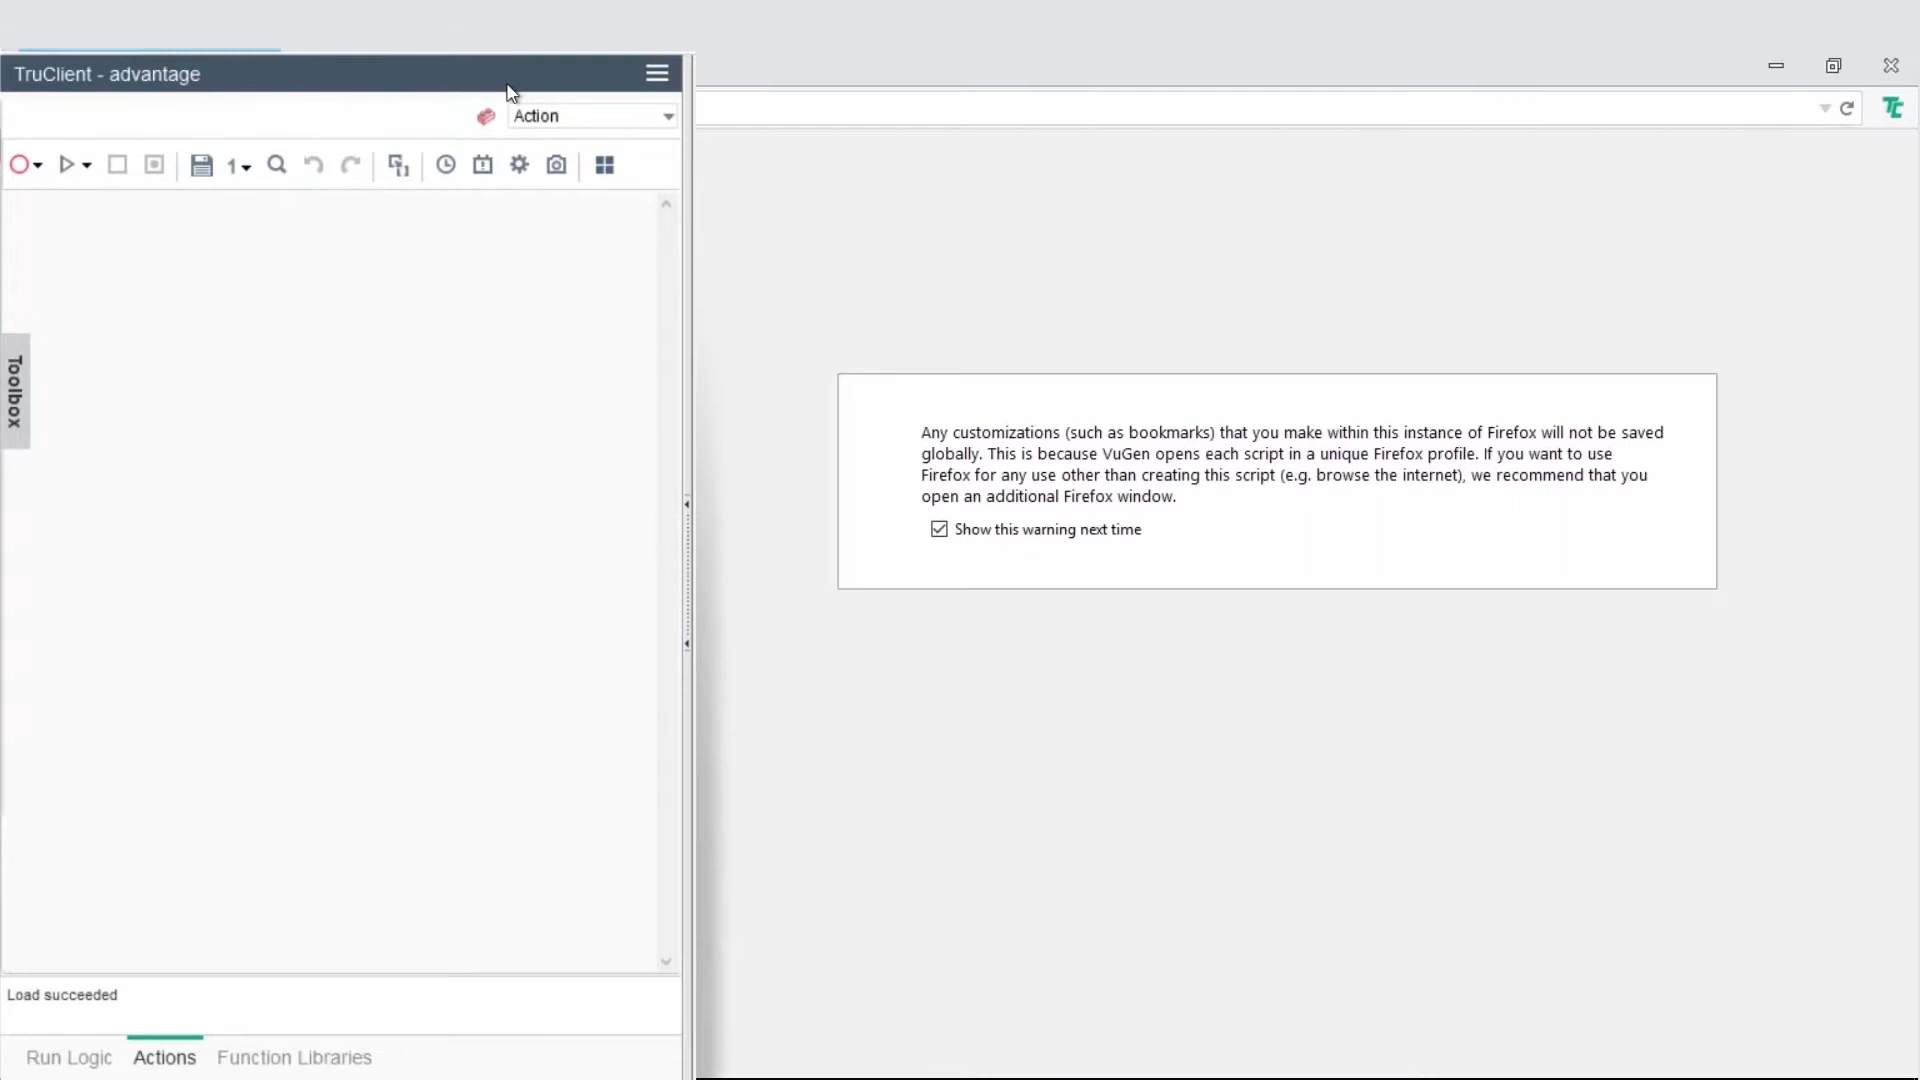 TruClient - advantage
Action
1
Toolbox
Any customizations (such as bookmarks) that you make within this instance of Firefox will not be saved
globally. This is because VuGen opens each script in a unique Firefox profile. If you want to use
Firefox for any use other than creating this script (e.g. browse the internet), we recommend that you
open an additional Firefox window.
Show this warning next time
Load succeeded
Run Logic Actions Function Libraries
TC